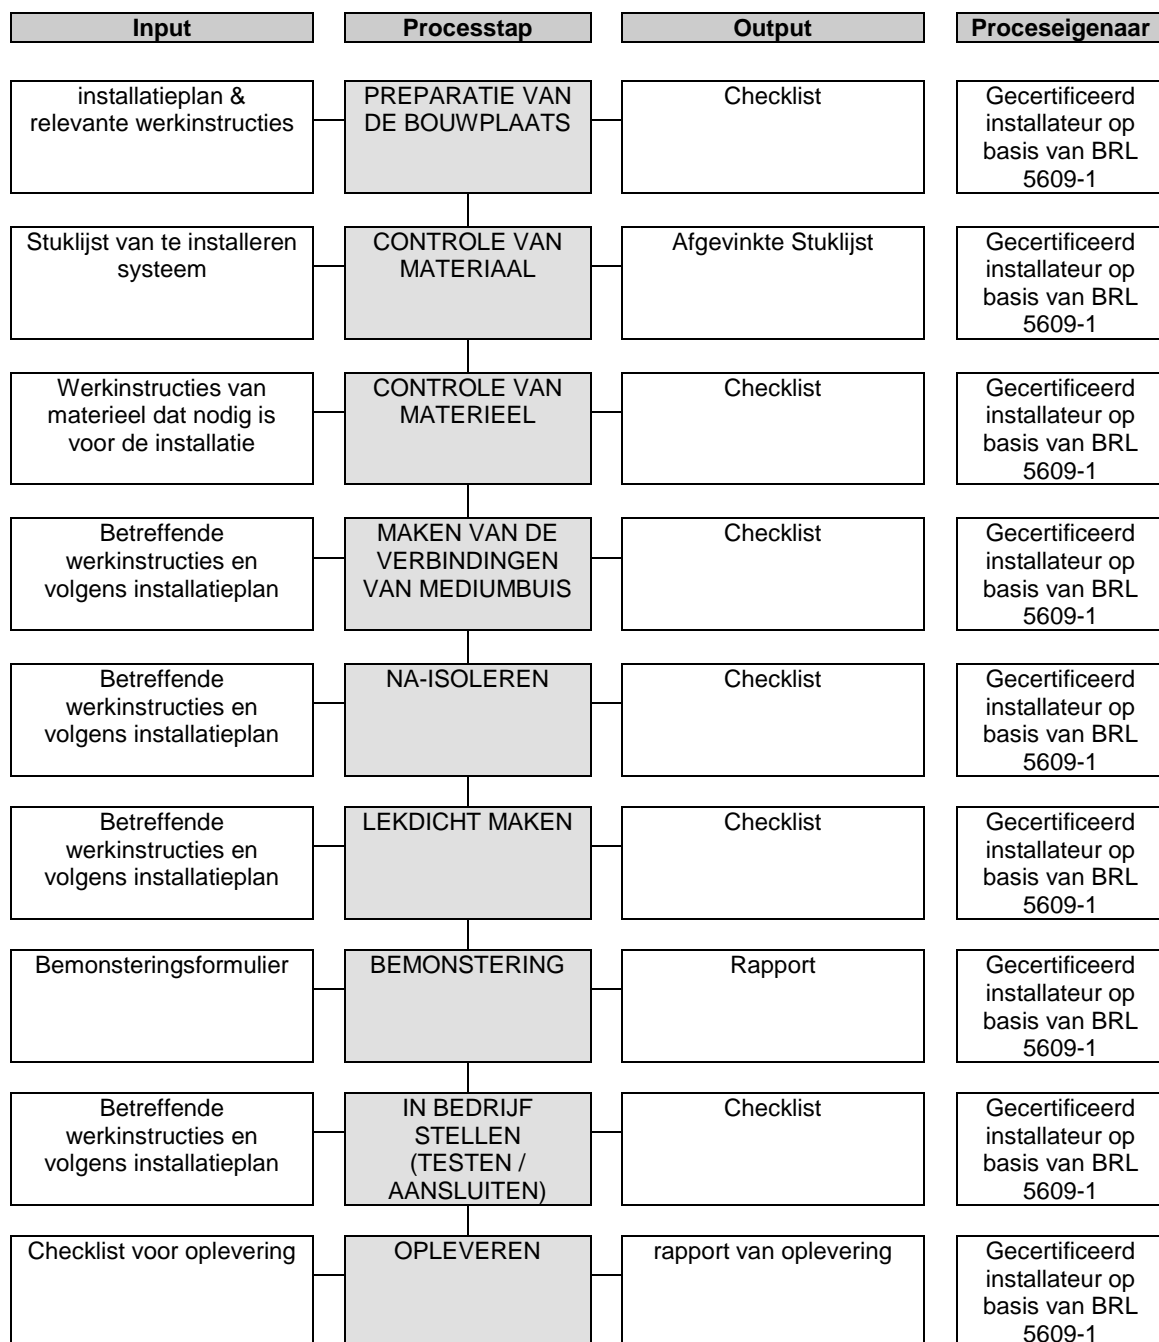 Input
Processtap
Output
Proceseigenaar
installatieplan &
relevante werkinstructies
PREPARATIE VAN
DE BOUWPLAATS
Checklist
Gecertificeerd
installateur op
basis van BRL
5609-1
Stuklijst van te installeren
systeem
CONTROLE VAN
MATERIAAL
Afgevinkte Stuklijst
Gecertificeerd
installateur op
basis van BRL
5609-1
Werkinstructies van
materieel dat nodig is
voor de installatie
CONTROLE VAN
MATERIEEL
Checklist
Gecertificeerd
installateur op
basis van BRL
5609-1
Betreffende
werkinstructies en
volgens installatieplan
MAKEN VAN DE
VERBINDINGEN
VAN MEDIUMBUIS
Checklist
Gecertificeerd
installateur op
basis van BRL
5609-1
Betreffende
werkinstructies en
volgens installatieplan
NA-ISOLEREN
Checklist
Gecertificeerd
installateur op
basis van BRL
5609-1
Betreffende
werkinstructies en
volgens installatieplan
LEKDICHT MAKEN
Checklist
Gecertificeerd
installateur op
basis van BRL
5609-1
Bemonsteringsformulier
BEMONSTERING
Rapport
Gecertificeerd
installateur op
basis van BRL
5609-1
Betreffende
werkinstructies en
volgens installatieplan
IN BEDRIJF
STELLEN
(TESTEN /
AANSLUITEN)
Checklist
Gecertificeerd
installateur op
basis van BRL
5609-1
Checklist voor oplevering
OPLEVEREN
rapport van oplevering
Gecertificeerd
installateur op
basis van BRL
5609-1